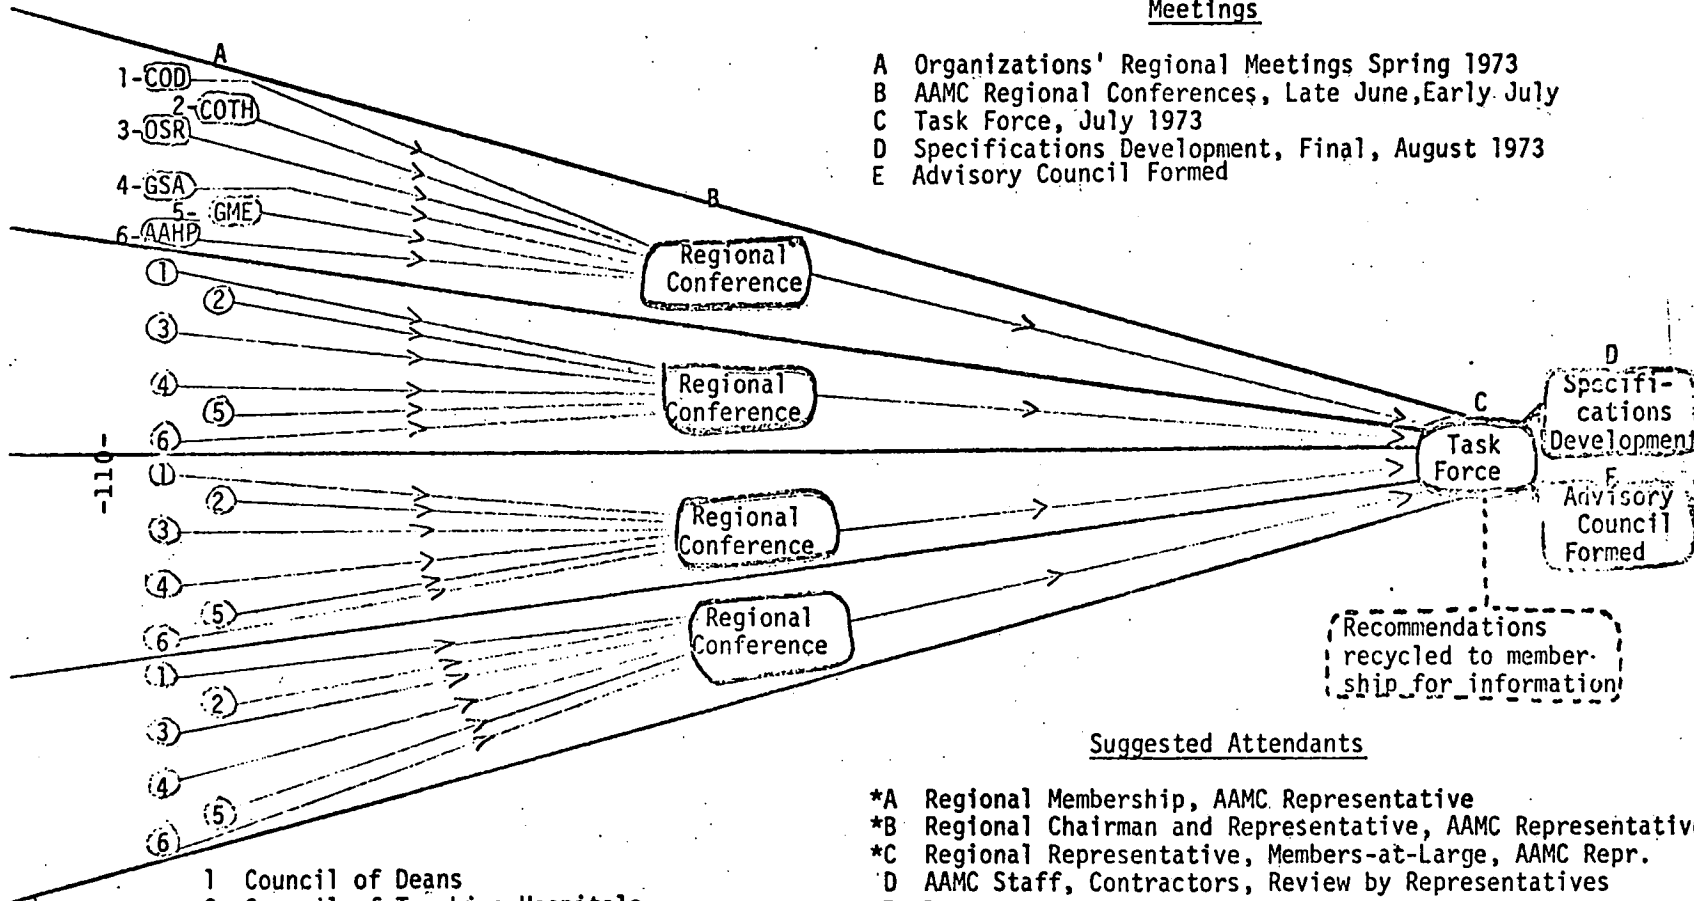 Meetings
A Organizations' Regional Meetings Spring 1973
B AAMC Regional Conferences, Late June, Early July
C Task Force, July 1973
D Specifications Development, Final, August 1973
E Advisory Council Formed
A
1-COD
2-COTH
3-OSR
4-GSA
5- GME
6-AAHP
B
Regional
Conference
1
2
3
4
5
6
Regional
Conference
1
2
3
4
5
6
Regional
Conference
1
2
3
4
5
6
Regional
Conference
C
Task
Force
D
Specifi-
cations
Development
Advisory
Council
Formed
Recommendations
recycled to member-
ship for information
-110-
Suggested Attendants
*A Regional Membership, AAMC Representative
*B Regional Chairman and Representative, AAMC Representative
*C Regional Representative, Members-at-Large, AAMC Repr.
D AAMC Staff, Contractors, Review by Representatives
1 Council of Deans